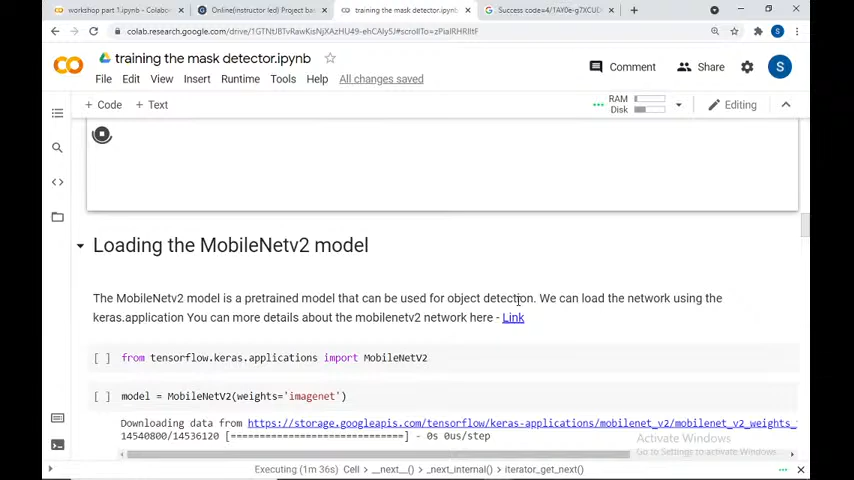 workshop part 1.ipynb - Colabo
Online(instructor led) Project ba
training the mask detector.ipynb
Success code=4/1AY0e-g7XCUD
colab.research.google.com/drive/
training the mask detector.ipynb
Comment
Share
S
File Edit View Insert Runtime Tools Help All changes saved
+ Code + Text
RAM
Disk
Editing
Loading the MobileNetv2 model
The MobileNetv2 model is a pretrained model that can be used for object detection. We can load the network using the
keras.application You can more details about the mobilenetv2 network here - Link
[ ] from tensorflow.keras.applications import MobileNetV2
[ ] model = MobileNetV2(weights='imagenet')
Downloading data from https://storage.googleapis.com/tensorflow/keras-applications/mobilenet_v2/mobilenet_v2_weights_
14540800/14536120 [==============================] - 0s 0us/step
Activate Windows
Go to Settings to activate Windows.
Executing (1m 36s) Cell > __next__() > _next_internal() > iterator_get_next()